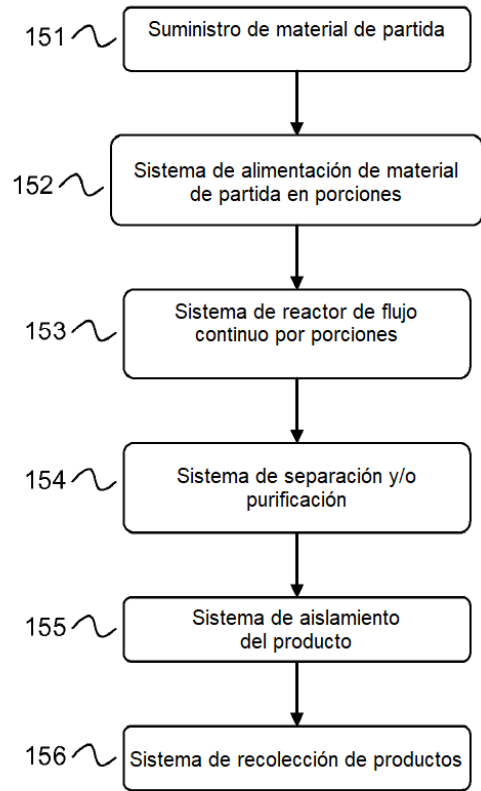 151
Suministro de material de partida
152
Sistema de alimentación de material
de partida en porciones
153
Sistema de reactor de flujo
continuo por porciones
154
Sistema de separación y/o
purificación
155
Sistema de aislamiento
del producto
156
Sistema de recolección de productos